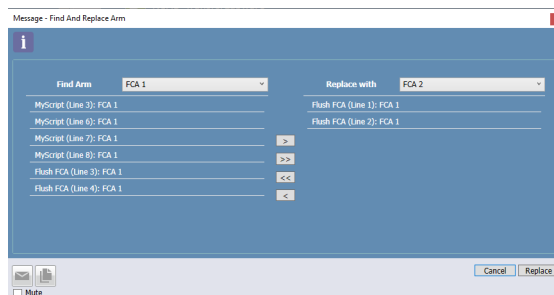 Message - Find And Replace Arm
i
Find Arm FCA 1 Replace with FCA 2
MyScript (Line 3): FCA 1 Flush FCA (Line 1): FCA 1
MyScript (Line 6): FCA 1 Flush FCA (Line 2): FCA 1
MyScript (Line 7): FCA 1
>
MyScript (Line 8): FCA 1
>>
Flush FCA (Line 3): FCA 1
<<
Flush FCA (Line 4): FCA 1
<
Cancel Replace
Mute